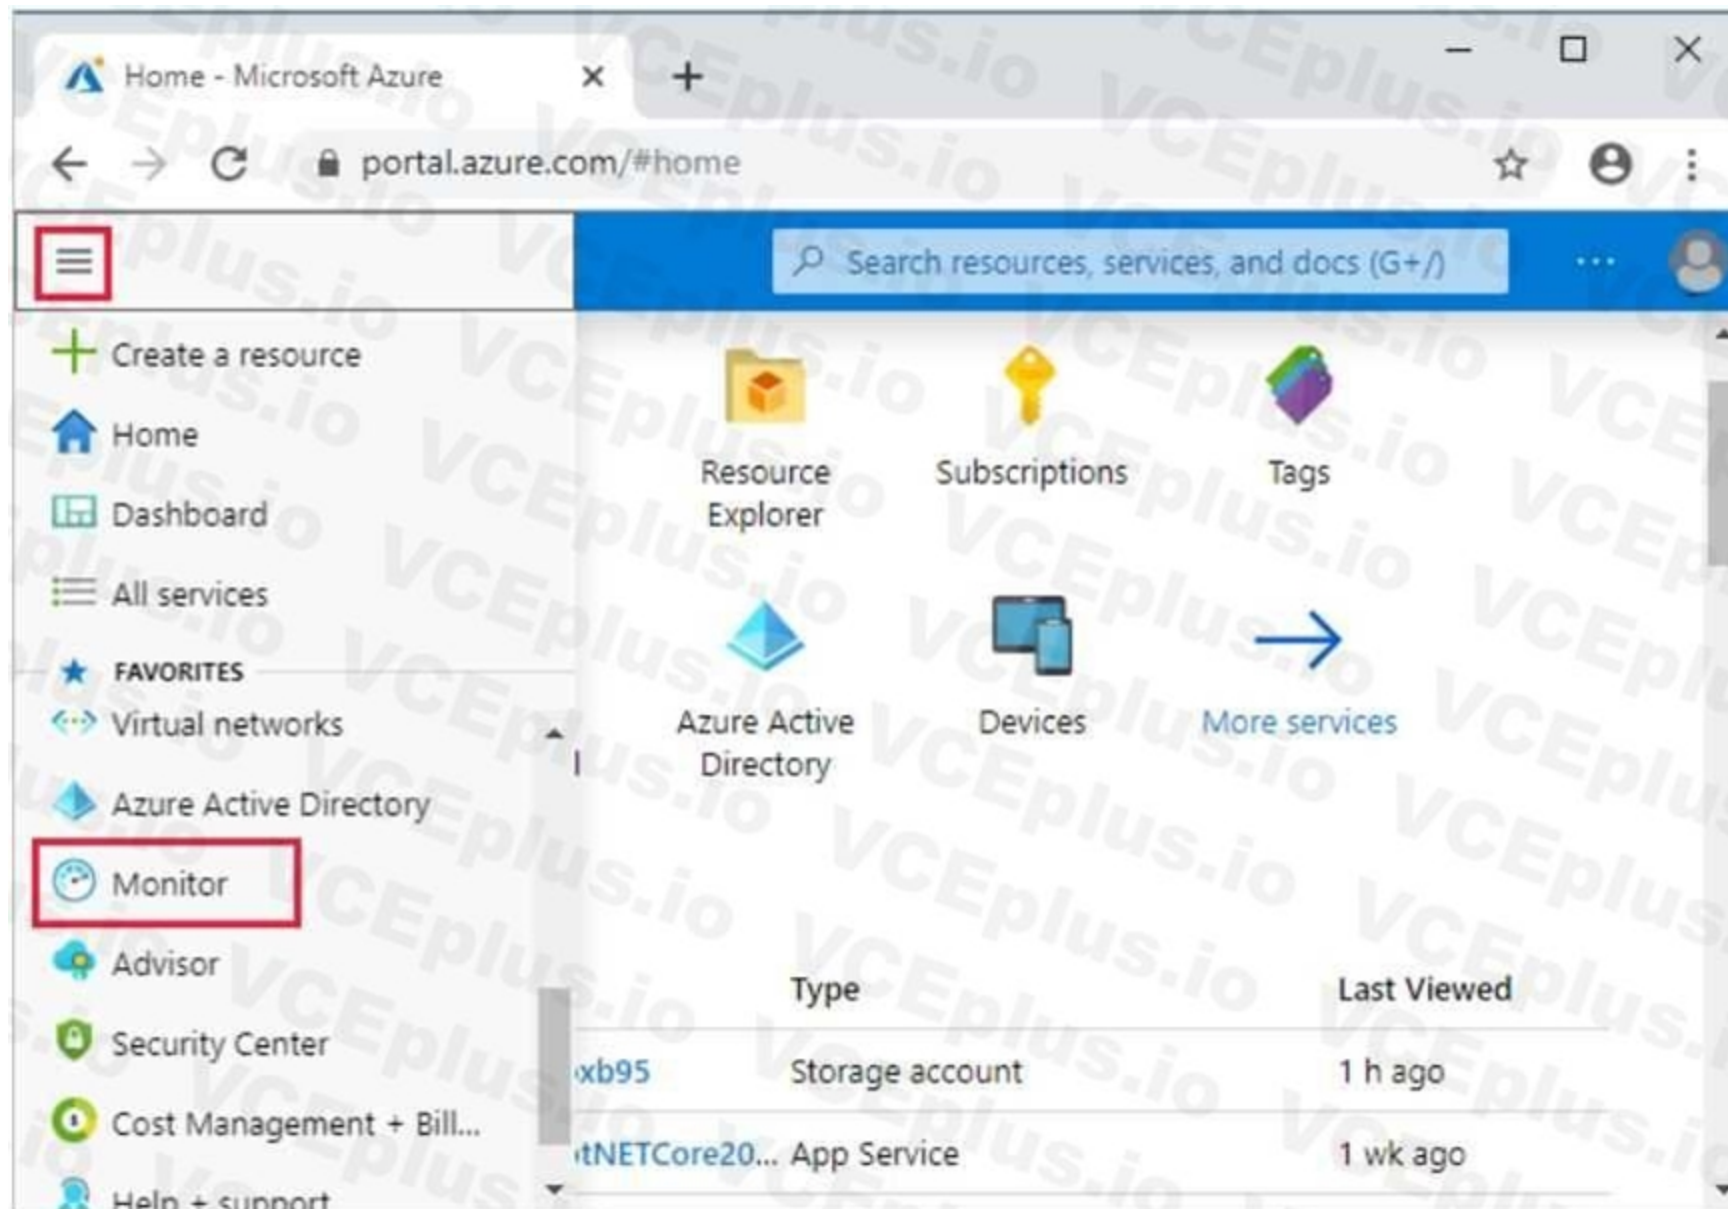 Home - Microsoft Azure
portal.azure.com/#home
Search resources, services, and docs (G+/)
Create a resource
Home
Dashboard
All services
FAVORITES
Virtual networks
Azure Active Directory
Monitor
Advisor
Security Center
Cost Management + Bill...
Help + support
Resource
Explorer
Subscriptions
Tags
Azure Active
Directory
Devices
More services
Type
Last Viewed
xb95
Storage account
1 h ago
tNETCore20...
App Service
1 wk ago
VCEplus.io